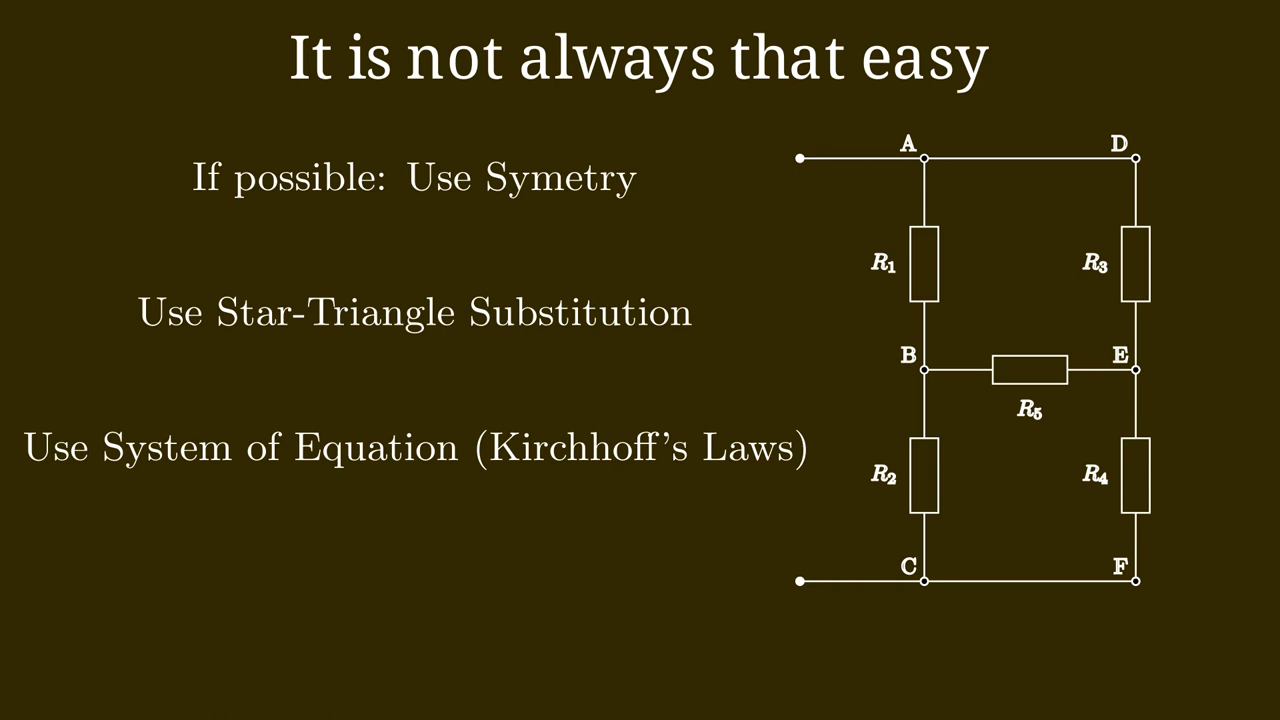 It is not always that easy
If possible: Use Symetry
Use Star-Triangle Substitution
Use System of Equation (Kirchhoff's Laws)
A
D
R1
R3
B
E
R5
R2
R4
C
F